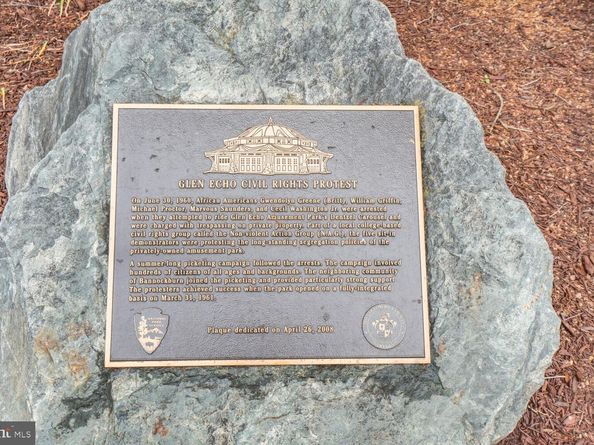 GLEN ECHO CIVIL RIGHTS PROTEST
On June 30, 1960, African Americans Gwendolyn Greene (Britt), William Griffin,
Michael Proctor, Marvous Saunders, and Cecil Washington Jr. were arrested
when they attempted to ride Glen Echo Amusement Park's Dentzel Carousel and
were charged with trespassing on private property. Part of a local college-based
civil rights group called the Non-violent Action Group (N.A.G.), the five sit-in
demonstrators were protesting the long standing segregation policies of the
privately-owned amusement park.
A summer-long picketing campaign followed the arrests. The campaign involved
hundreds of citizens of all ages and backgrounds. The neighboring community
of Bannockburn joined the picketing and provided particularly strong support.
The protesters achieved success when the park opened on a fully-integrated
basis on March 31, 1961.
Plaque dedicated on April 26, 2008.
MLS